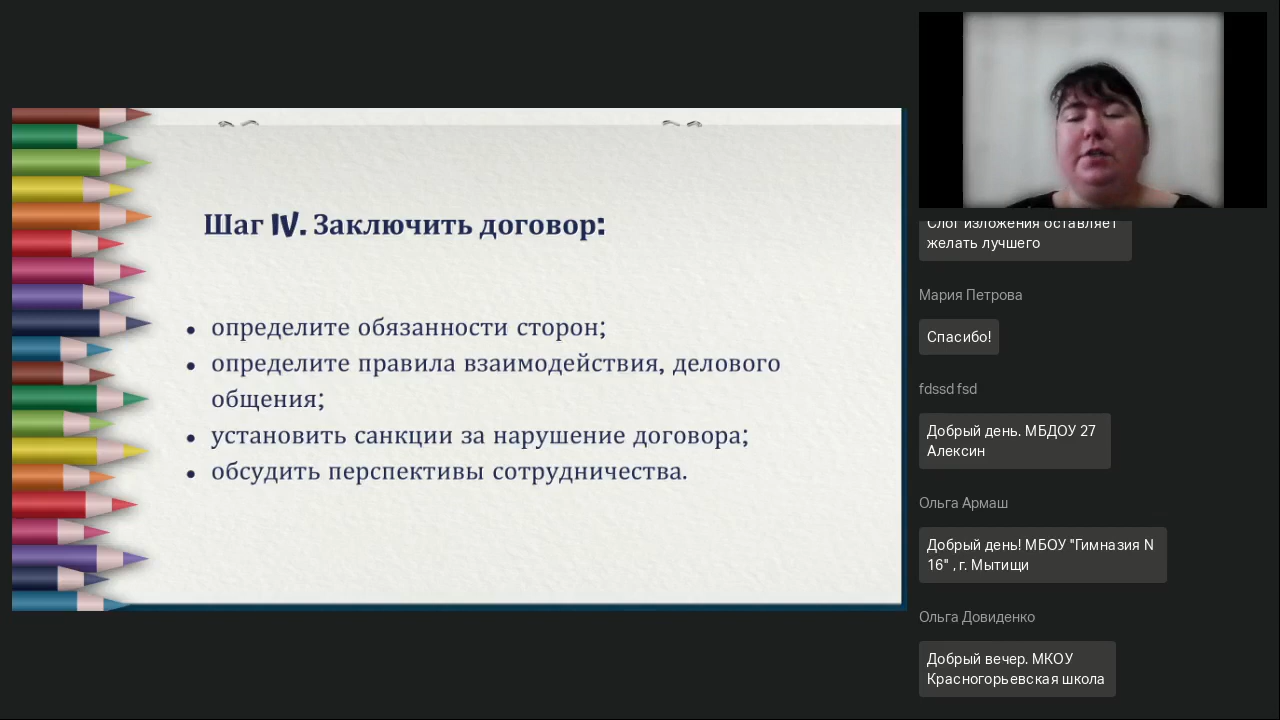 Шаг IV. Заключить договор:
• определите обязанности сторон;
• определите правила взаимодействия, делового
общения;
• установить санкции за нарушение договора;
• обсудить перспективы сотрудничества.
Слог изложения оставляет
желать лучшего
Мария Петрова
Спасибо!
fdssd fsd
Добрый день. МБДОУ 27
Алексин
Ольга Армаш
Добрый день! МБОУ "Гимназия N
16" , г. Мытищи
Ольга Довиденко
Добрый вечер. МКОУ
Красногорьевская школа